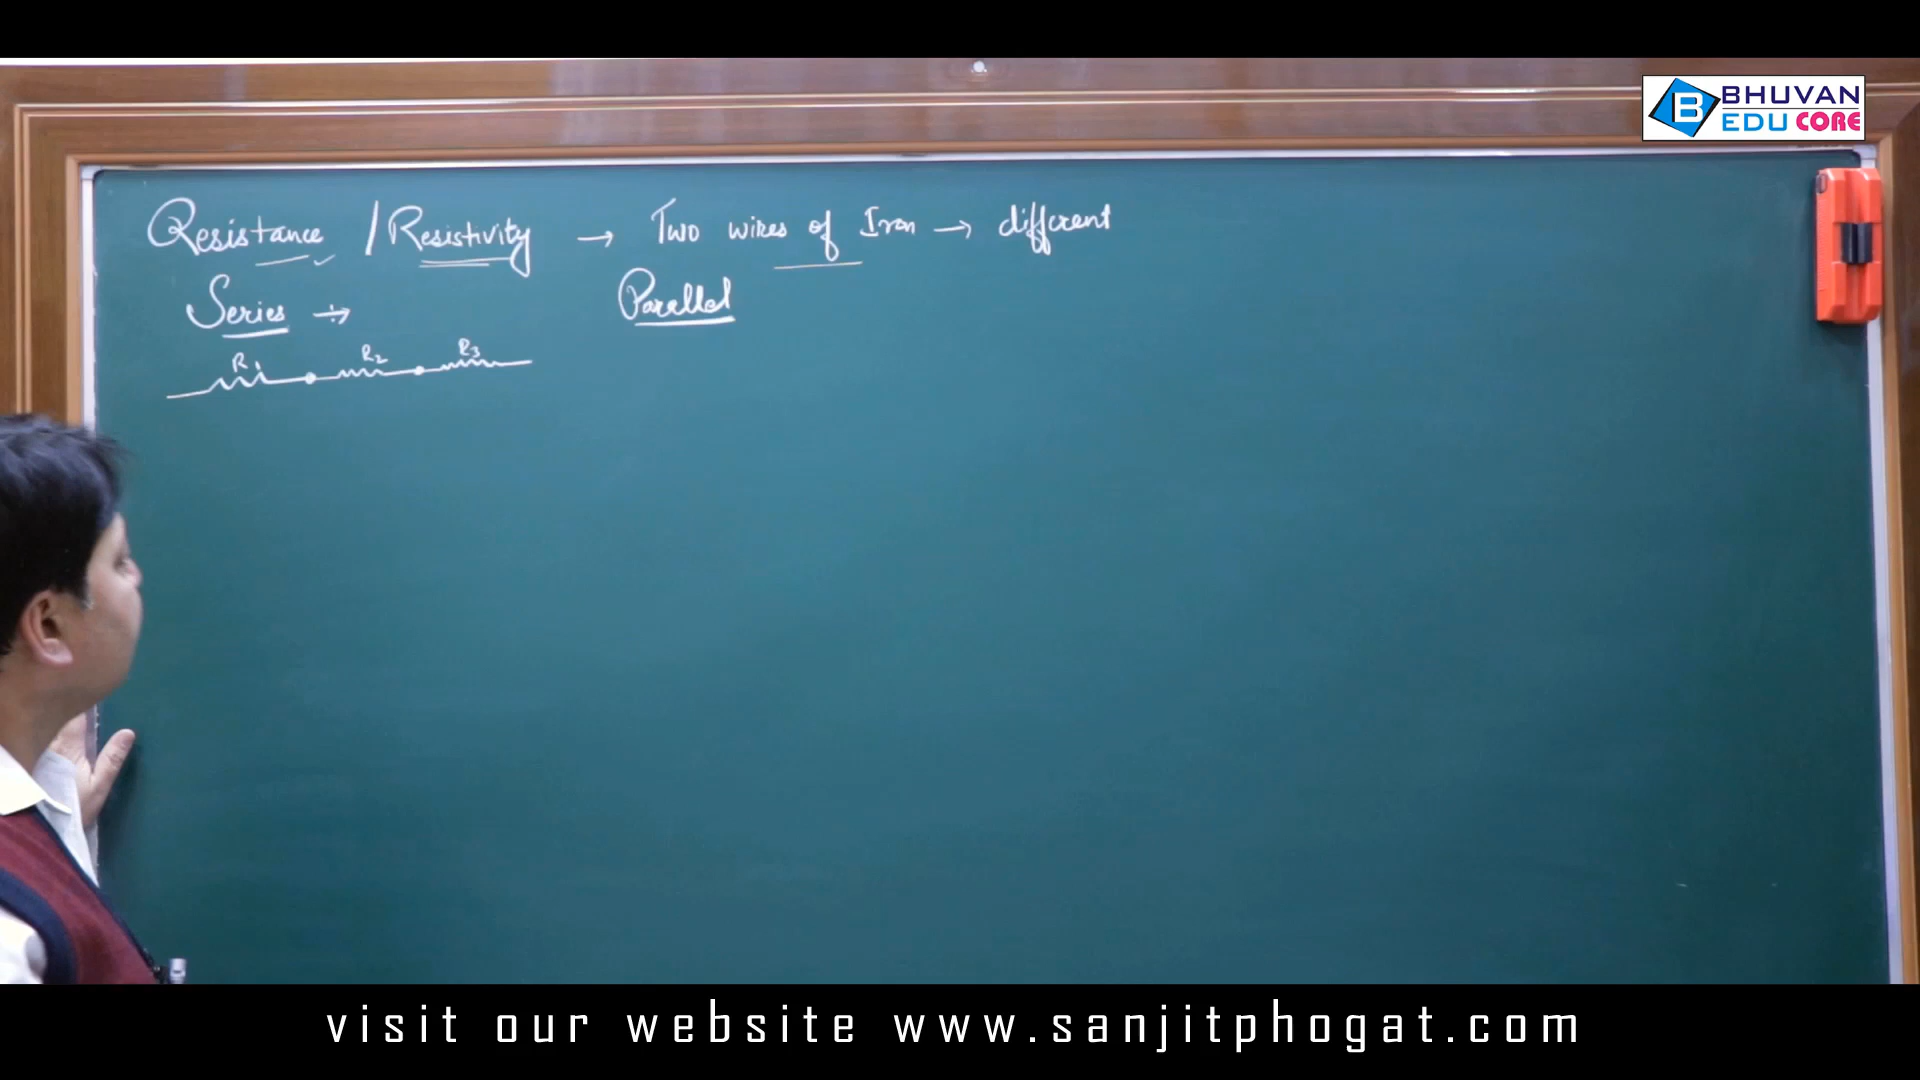 BHUVAN
EDU CORE
Resistance / Resistivity → Two wires of Iron → different
Series → Parallel
R1 R2 R3
visit our website www.sanjitphogat.com